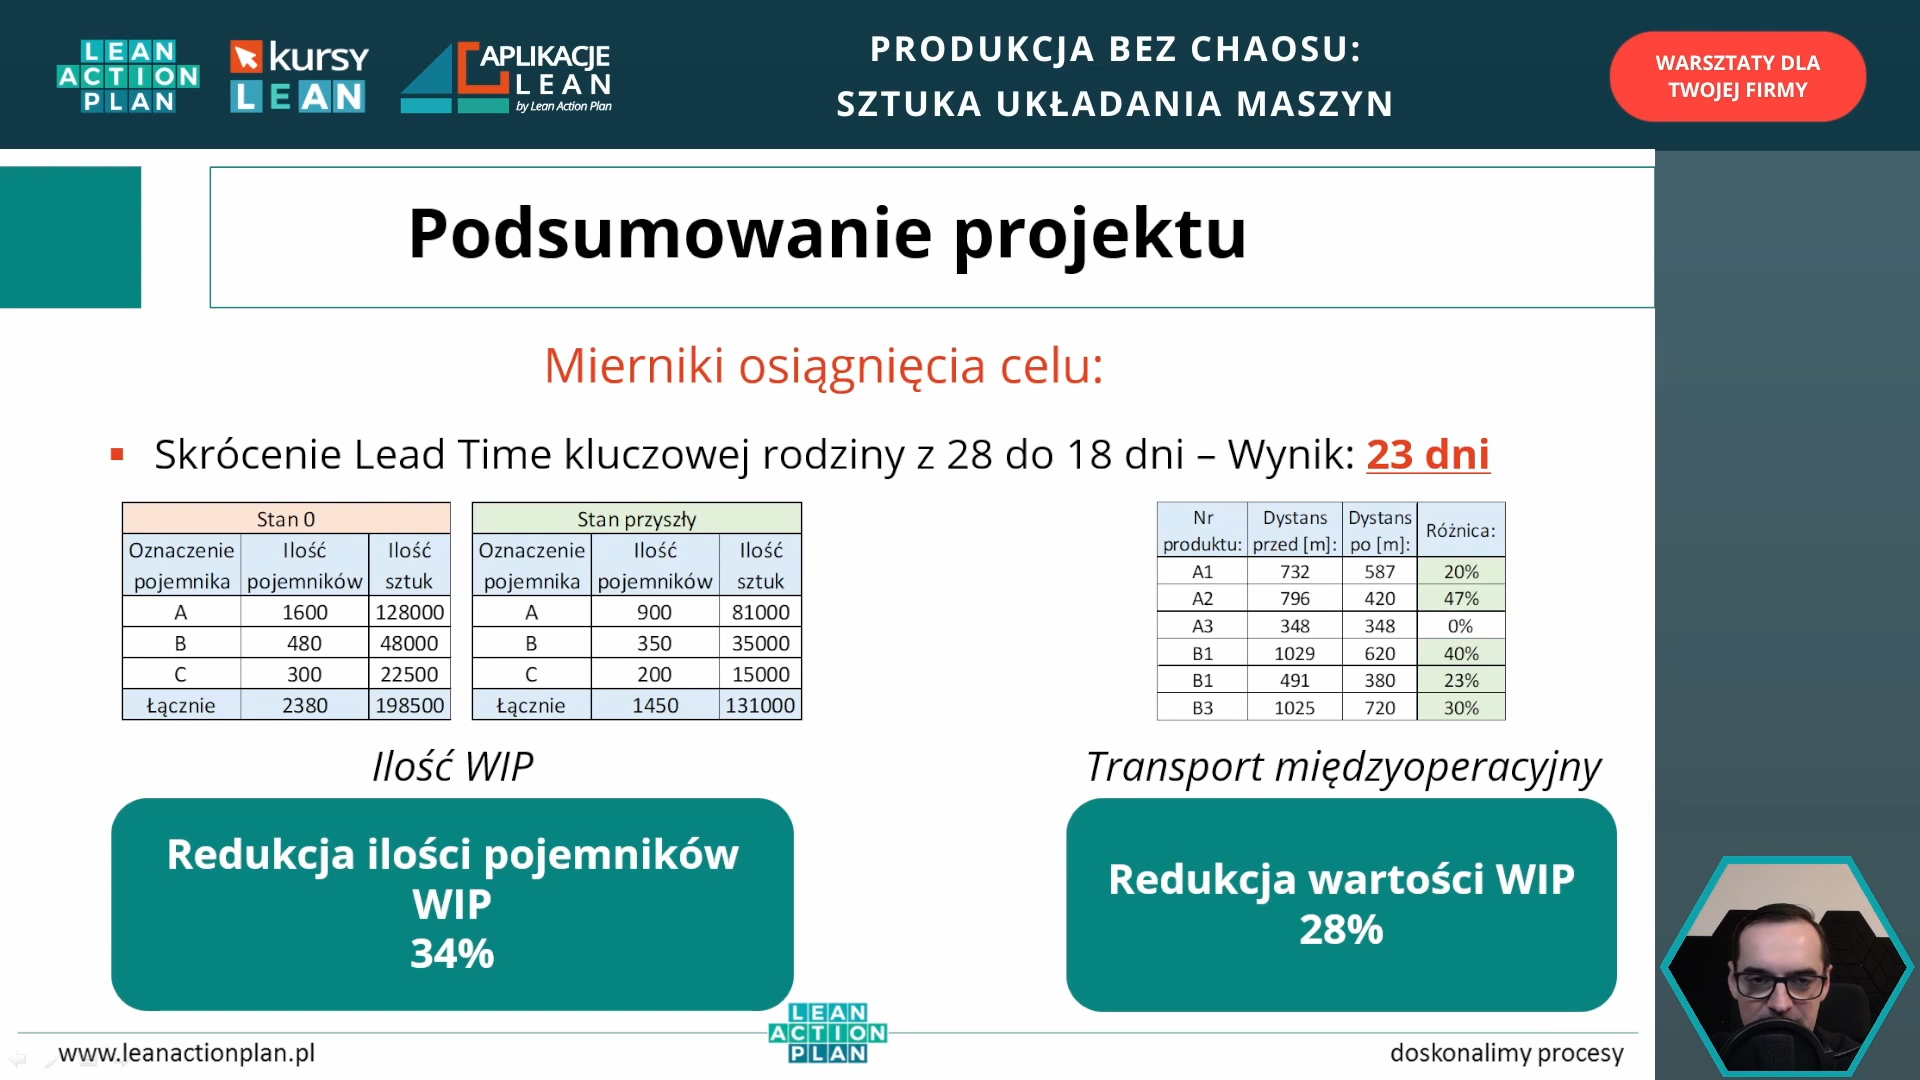 LEAN
ACTION
PLAN
kursy
LEAN
APLIKACJE
LEAN
by Lean Action Plan
PRODUKCJA BEZ CHAOSU:
SZTUKA UKŁADANIA MASZYN
WARSZTATY DLA
TWOJEJ FIRMY
Podsumowanie projektu
Mierniki osiągnięcia celu:
Skrócenie Lead Time kluczowej rodziny z 28 do 18 dni – Wynik: 23 dni
Stan 0
Oznaczenie pojemnika Ilość pojemników Ilość sztuk
A 1600 128000
B 480 48000
C 300 22500
Łącznie 2380 198500
Stan przyszły
Oznaczenie pojemnika Ilość pojemników Ilość sztuk
A 900 81000
B 350 35000
C 200 15000
Łącznie 1450 131000
Nr produktu: Dystans przed [m]: Dystans po [m]: Różnica:
A1 732 587 20%
A2 796 420 47%
A3 348 348 0%
B1 1029 620 40%
B1 491 380 23%
B3 1025 720 30%
Ilość WIP
Transport międzyoperacyjny
Redukcja ilości pojemników
WIP
34%
Redukcja wartości WIP
28%
www.leanactionplan.pl
LEAN
ACTION
PLAN
doskonalimy procesy